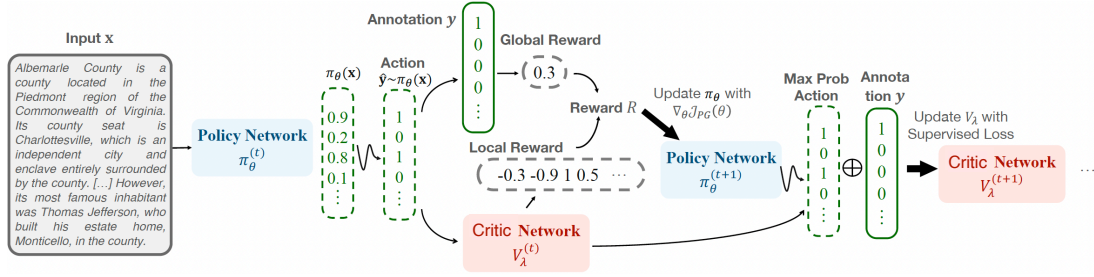 Input x
Albemarle County is a
county located in the
Piedmont region of the
Commonwealth of Virginia.
Its county seat is
Charlottesville, which is an
independent city and
enclave entirely surrounded
by the county. […] However,
its most famous inhabitant
was Thomas Jefferson, who
built his estate home,
Monticello, in the county.
Policy Network
π_θ^(t)
π_θ(x)
0.9
0.2
0.8
0.1
⋮
Action
ŷ~π_θ(x)
1
0
1
0
⋮
Annotation y
1
0
0
0
⋮
Global Reward
0.3
Reward R
Local Reward
-0.3 -0.9 1 0.5 ⋯
Critic Network
V_λ^(t)
Update π_θ with
∇_θ J_PG(θ)
Policy Network
π_θ^(t+1)
Max Prob
Action
1
0
1
0
⋮
⊕
Annota
tion y
1
0
0
0
⋮
Update V_λ with
Supervised Loss
Critic Network
V_λ^(t+1)
⋯